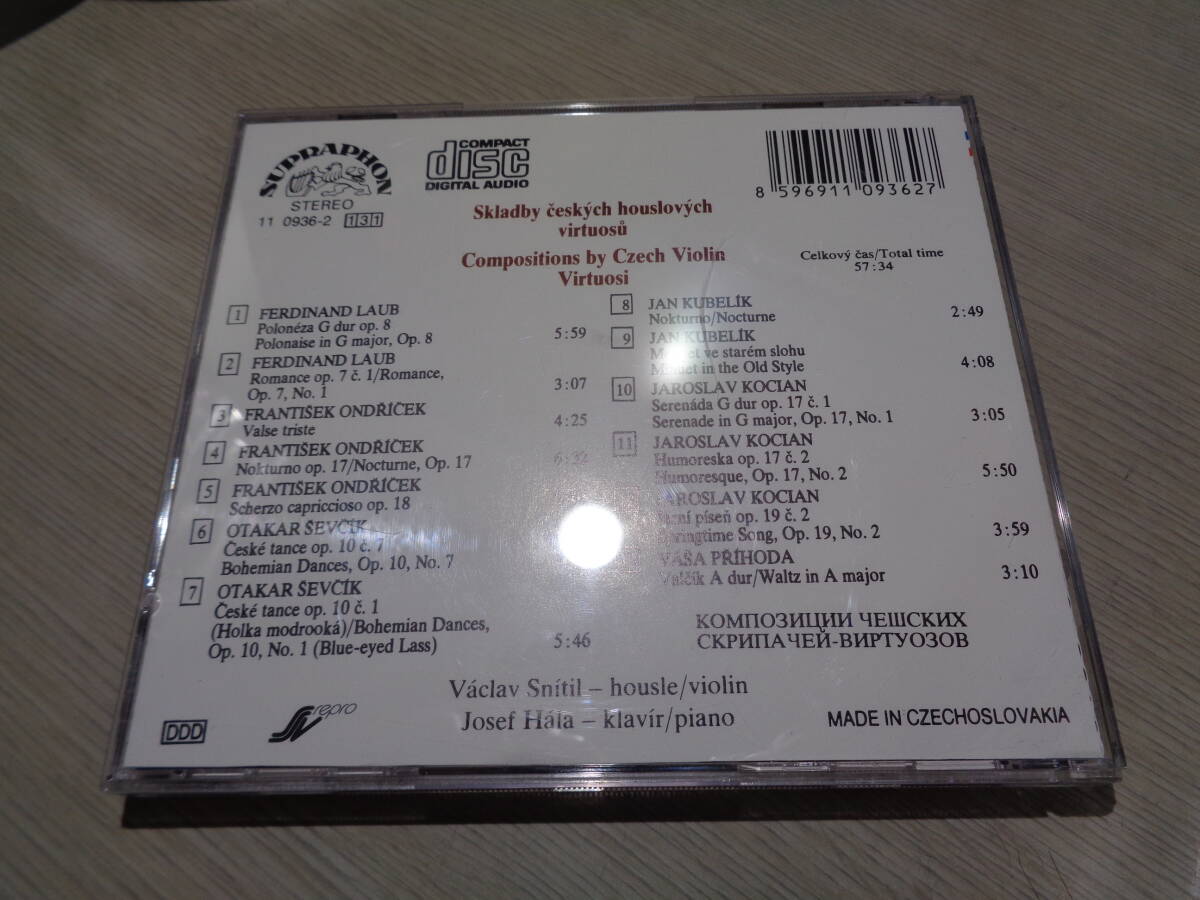 SUPRAPHON
STEREO
11 0936-2 131
COMPACT
disc
DIGITAL AUDIO
8 596911 093627
Skladby českých houslových
virtuosů
Compositions by Czech Violin
Virtuosi
Celkový čas/Total time
57:34
1 FERDINAND LAUB
Polonéza G dur op. 8
Polonaise in G major, Op. 8 5:59
2 FERDINAND LAUB
Romance op. 7 č. 1/Romance,
Op. 7, No. 1 3:07
3 FRANTIŠEK ONDŘÍČEK
Valse triste 4:25
4 FRANTIŠEK ONDŘÍČEK
Nokturno op. 17/Nocturne, Op. 17 6:32
5 FRANTIŠEK ONDŘÍČEK
Scherzo capriccioso op. 18
6 OTAKAR ŠEVČÍK
České tance op. 10 č. 7
Bohemian Dances, Op. 10, No. 7
7 OTAKAR ŠEVČÍK
České tance op. 10 č. 1
(Holka modrooká)/Bohemian Dances,
Op. 10, No. 1 (Blue-eyed Lass) 5:46
8 JAN KUBELÍK
Nokturno/Nocturne 2:49
9 JAN KUBELÍK
ve starém slohu
in the Old Style 4:08
10 JAROSLAV KOCIAN
Serenáda G dur op. 17 č. 1
Serenade in G major, Op. 17, No. 1 3:05
11 JAROSLAV KOCIAN
Humoreska op. 17 č. 2
Humoresque, Op. 17, No. 2 5:50
JAROSLAV KOCIAN
píseň op. 19 č. 2
Springtime Song, Op. 19, No. 2 3:59
VÁŠA PŘÍHODA
Valčík A dur/Waltz in A major 3:10
КОМПОЗИЦИИ ЧЕШСКИХ
СКРИПАЧЕЙ-ВИРТУОЗОВ
Václav Snítil – housle/violin
Josef Hála – klavír/piano
DDD
SV repro
MADE IN CZECHOSLOVAKIA